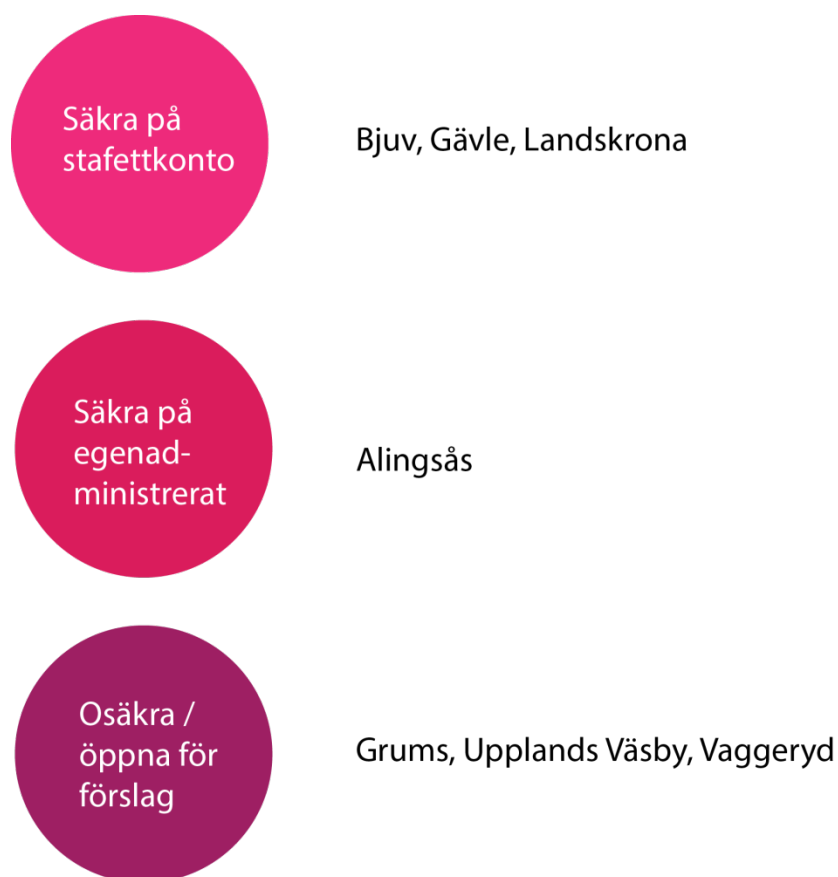 Säkra på
stafettkonto
Bjuv, Gävle, Landskrona
Säkra på
egenad-
ministrerat
Alingsås
Osäkra /
öppna för
förslag
Grums, Upplands Väsby, Vaggeryd